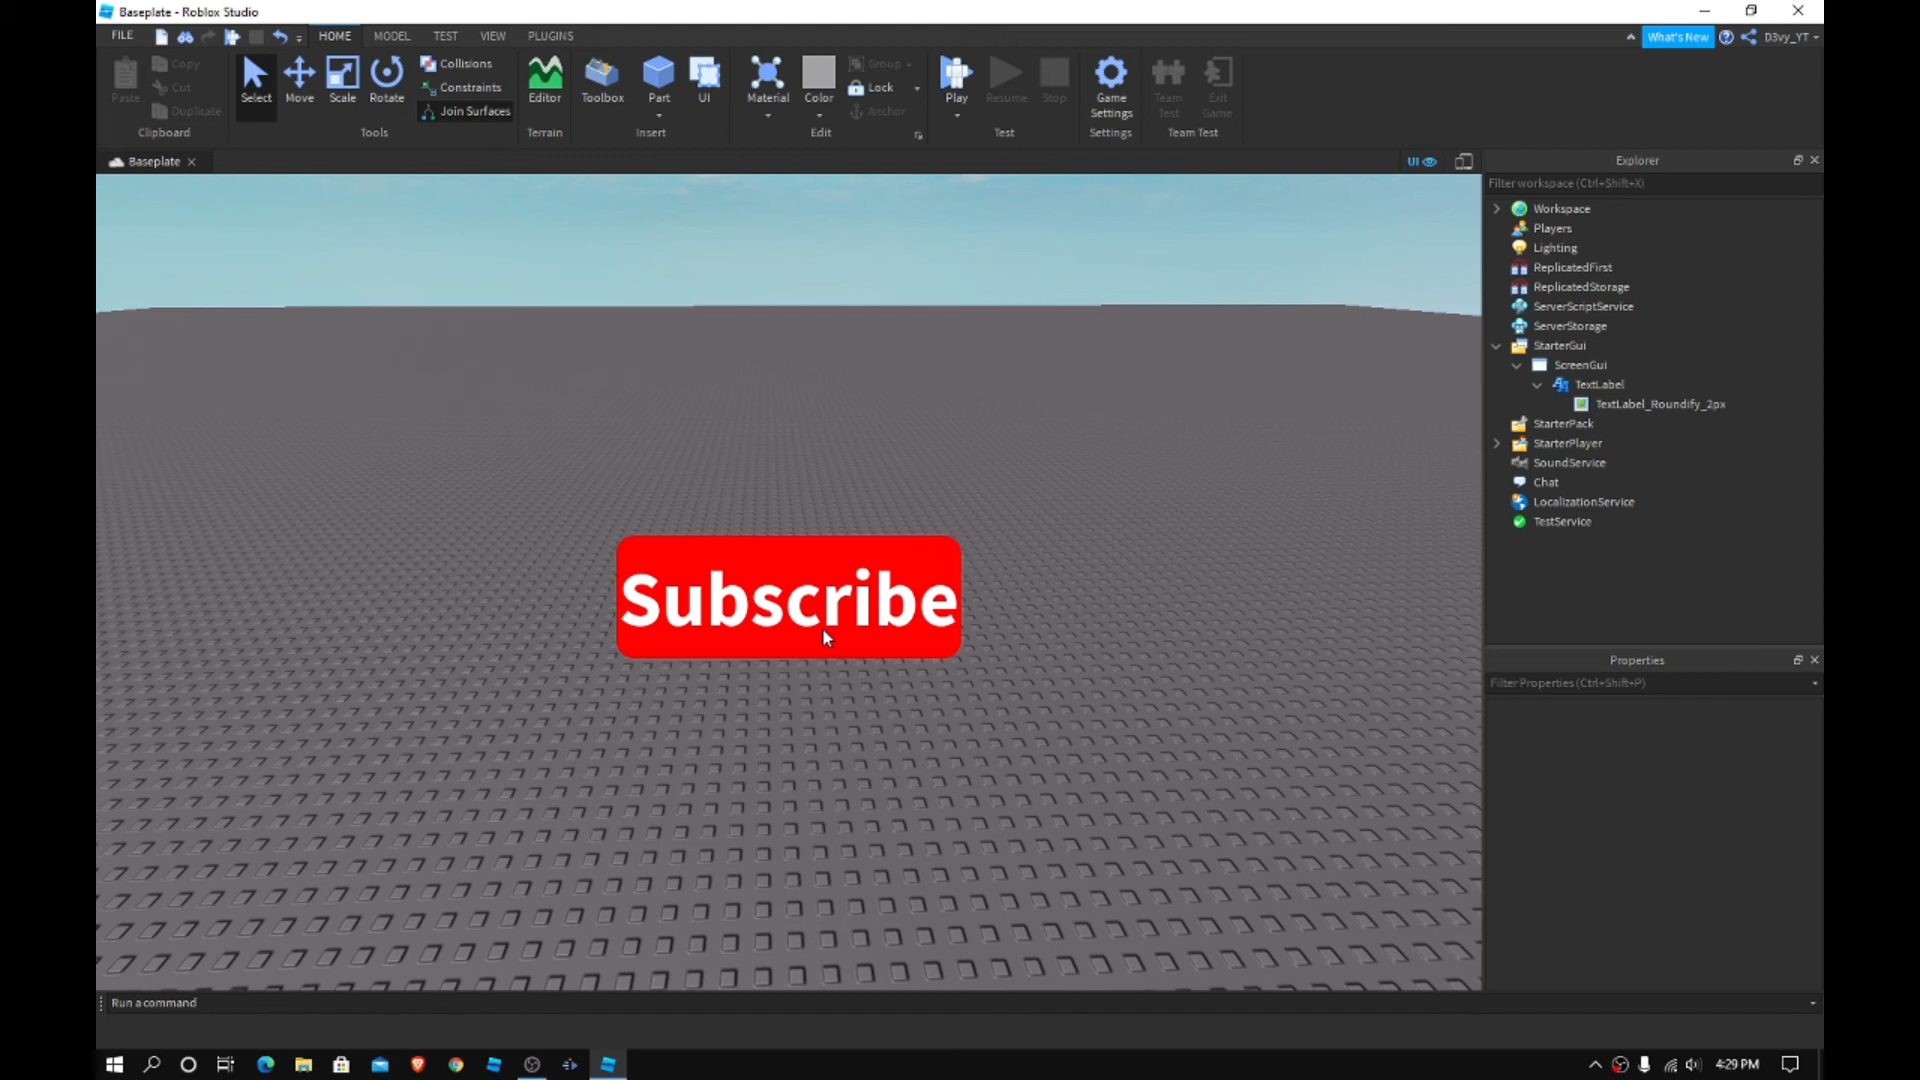 Baseplate - Roblox Studio
FILE HOME MODEL TEST VIEW PLUGINS What's New D3vy_YT
Paste Copy Cut Duplicate Clipboard
Select Move Scale Rotate Collisions Constraints Join Surfaces Tools
Editor Terrain
Toolbox Part UI Insert
Material Color Group Lock Anchor Edit
Play Resume Stop Test
Game Settings Settings
Team Test Exit Game Team Test
Baseplate
UI
Explorer
Filter workspace (Ctrl+Shift+X)
Workspace
Players
Lighting
ReplicatedFirst
ReplicatedStorage
ServerScriptService
ServerStorage
StarterGui
ScreenGui
TextLabel
TextLabel_Roundify_2px
StarterPack
StarterPlayer
SoundService
Chat
LocalizationService
TestService
Subscribe
Properties
Filter Properties (Ctrl+Shift+P)
Run a command
4:29 PM